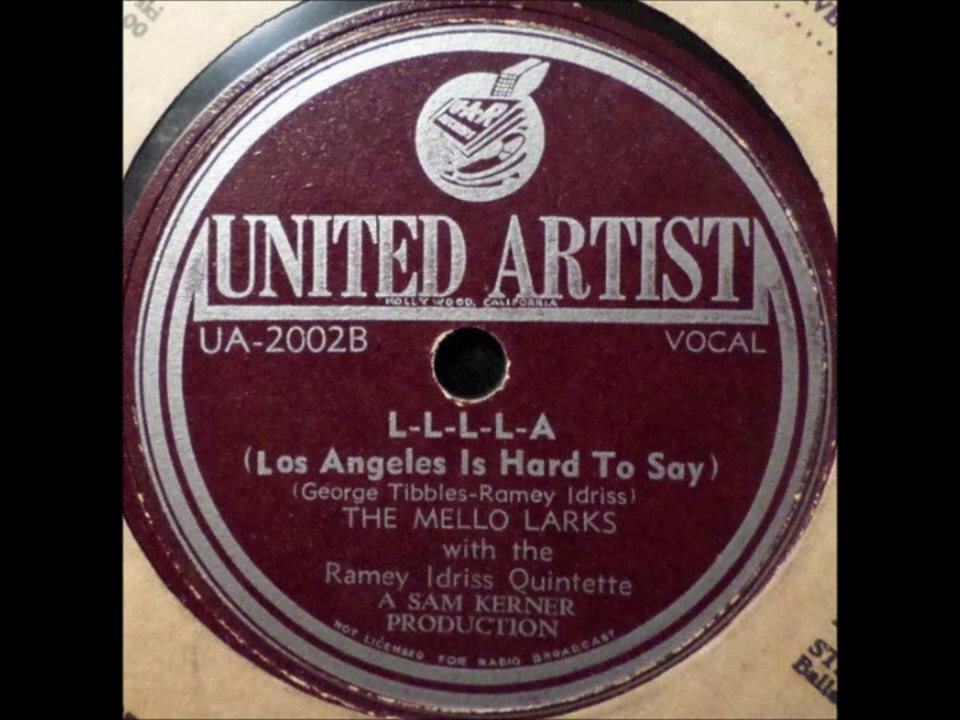 UNITED ARTIST
HOLLYWOOD, CALIFORNIA
UA-2002B
VOCAL
L-L-L-L-A
(Los Angeles Is Hard To Say)
(George Tibbles-Ramey Idriss)
THE MELLO LARKS
with the
Ramey Idriss Quintette
A SAM KERNER
PRODUCTION
NOT LICENSED FOR RADIO BROADCAST